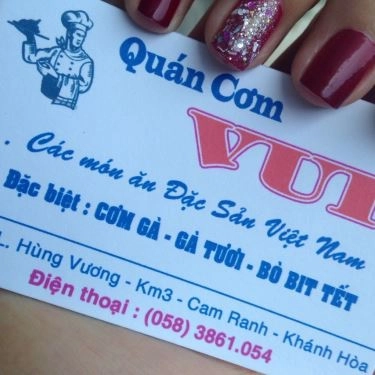 Quán Cơm
VUI
. Các món ăn Đặc Sản Việt Nam
Đặc biệt : CƠM GÀ - GÀ TƯƠI - BÒ BIT TẾT
L. Hùng Vương - Km3 - Cam Ranh - Khánh Hòa
Điện thoại : (058) 3861.054